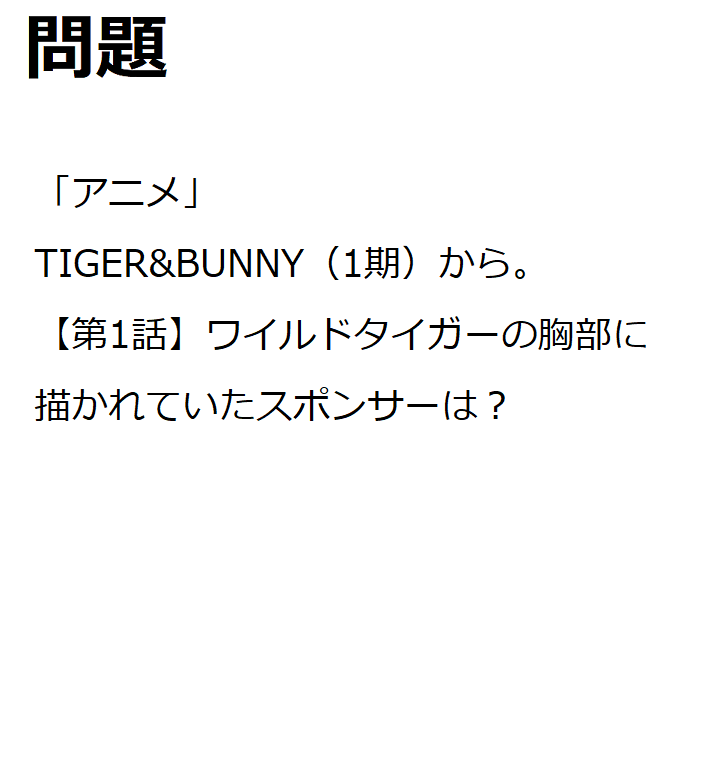 問題
「アニメ」
TIGER&BUNNY（1期）から。
【第1話】ワイルドタイガーの胸部に
描かれていたスポンサーは？